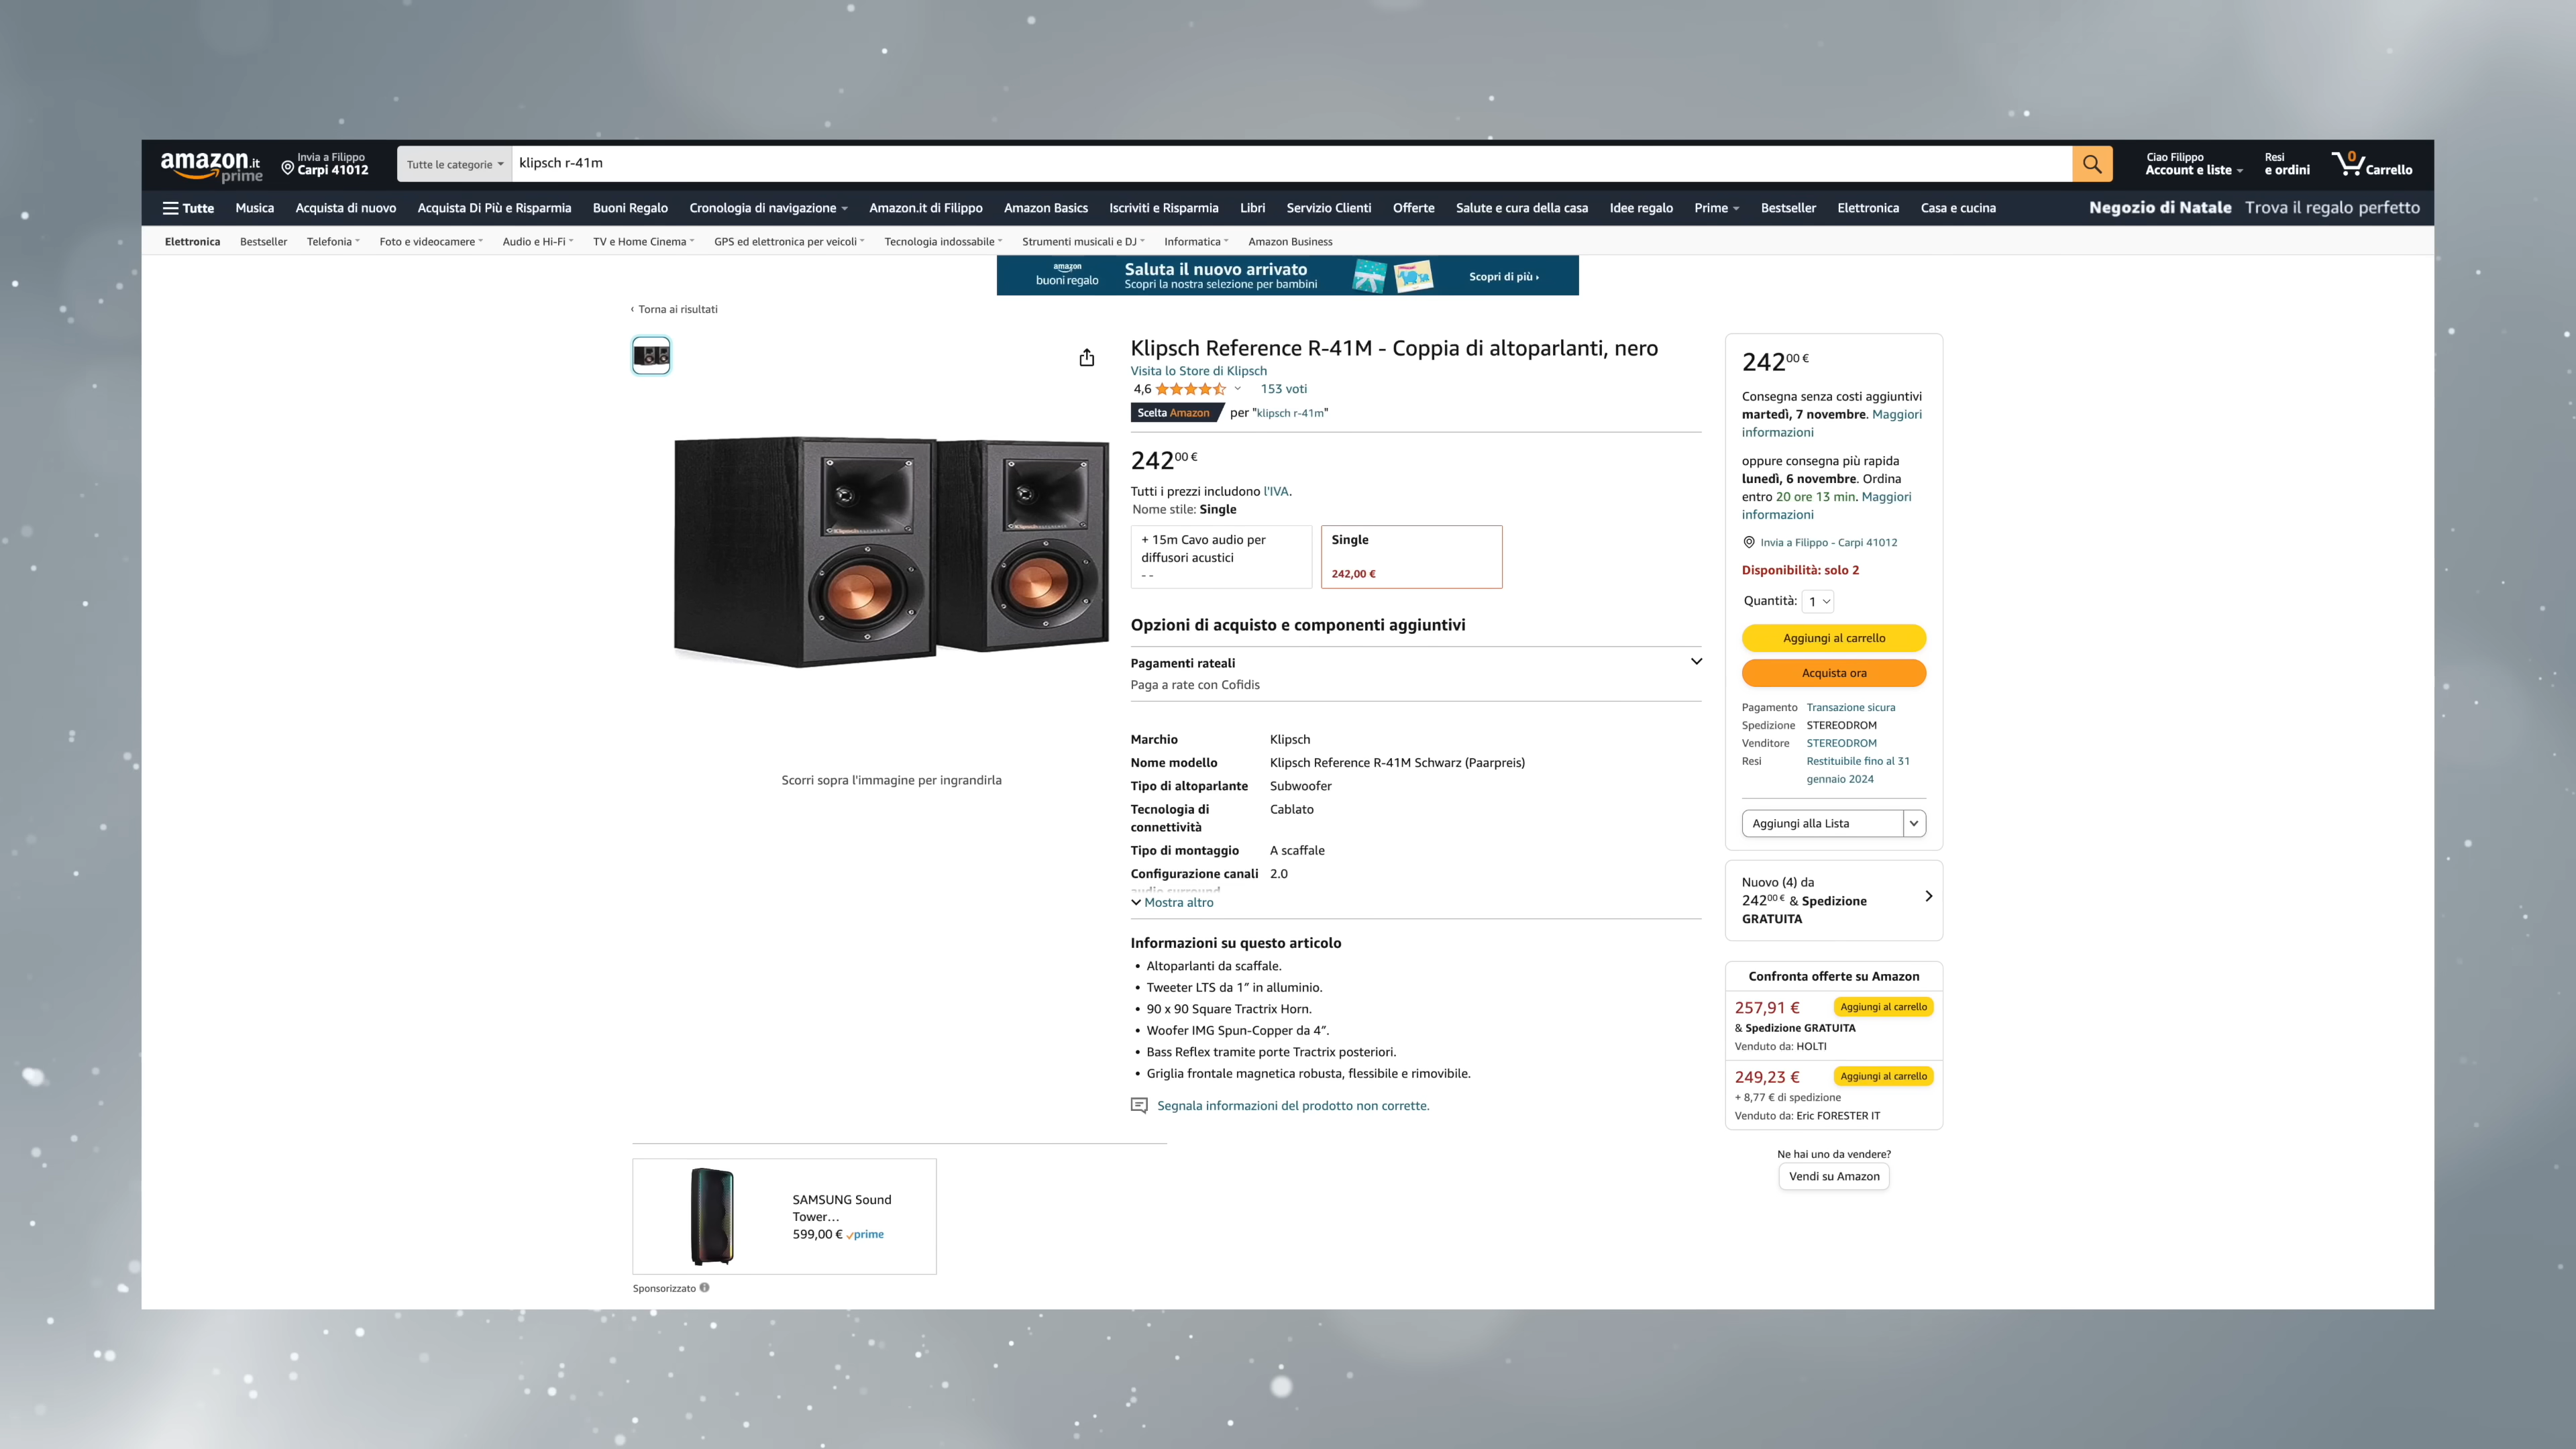 amazon.it
prime
Invia a Filippo
Carpi 41012
Tutte le categorie
klipsch r-41m
Ciao Filippo
Account e liste
Resi
e ordini
0
Carrello
Tutte
Musica
Acquista di nuovo
Acquista Di Più e Risparmia
Buoni Regalo
Cronologia di navigazione
Amazon.it di Filippo
Amazon Basics
Iscriviti e Risparmia
Libri
Servizio Clienti
Offerte
Salute e cura della casa
Idee regalo
Prime
Bestseller
Elettronica
Casa e cucina
Negozio di Natale Trova il regalo perfetto
Elettronica
Bestseller
Telefonia
Foto e videocamere
Audio e Hi-Fi
TV e Home Cinema
GPS ed elettronica per veicoli
Tecnologia indossabile
Strumenti musicali e DJ
Informatica
Amazon Business
amazon
buoni regalo
Saluta il nuovo arrivato
Scopri la nostra selezione per bambini
Scopri di più ›
‹ Torna ai risultati
Scorri sopra l'immagine per ingrandirla
Klipsch Reference R-41M - Coppia di altoparlanti, nero
Visita lo Store di Klipsch
4,6
153 voti
Scelta Amazon per "klipsch r-41m"
242,00 €
Tutti i prezzi includono l'IVA.
Nome stile: Single
+ 15m Cavo audio per
diffusori acustici
- -
Single
242,00 €
Opzioni di acquisto e componenti aggiuntivi
Pagamenti rateali
Paga a rate con Cofidis
Marchio Klipsch
Nome modello Klipsch Reference R-41M Schwarz (Paarpreis)
Tipo di altoparlante Subwoofer
Tecnologia di
connettività
Cablato
Tipo di montaggio A scaffale
Configurazione canali 2.0
audio surround
Mostra altro
Informazioni su questo articolo
• Altoparlanti da scaffale.
• Tweeter LTS da 1” in alluminio.
• 90 x 90 Square Tractrix Horn.
• Woofer IMG Spun-Copper da 4”.
• Bass Reflex tramite porte Tractrix posteriori.
• Griglia frontale magnetica robusta, flessibile e rimovibile.
Segnala informazioni del prodotto non corrette.
242 00 €
Consegna senza costi aggiuntivi
martedì, 7 novembre. Maggiori
informazioni
oppure consegna più rapida
lunedì, 6 novembre. Ordina
entro 20 ore 13 min. Maggiori
informazioni
Invia a Filippo - Carpi 41012
Disponibilità: solo 2
Quantità: 1
Aggiungi al carrello
Acquista ora
Pagamento Transazione sicura
Spedizione STEREODROM
Venditore STEREODROM
Resi Restituibile fino al 31
gennaio 2024
Aggiungi alla Lista
Nuovo (4) da
242 00 € & Spedizione
GRATUITA
Confronta offerte su Amazon
257,91 €
Aggiungi al carrello
& Spedizione GRATUITA
Venduto da: HOLTI
249,23 €
Aggiungi al carrello
+ 8,77 € di spedizione
Venduto da: Eric FORESTER IT
Ne hai uno da vendere?
Vendi su Amazon
SAMSUNG Sound
Tower…
599,00 € prime
Sponsorizzato